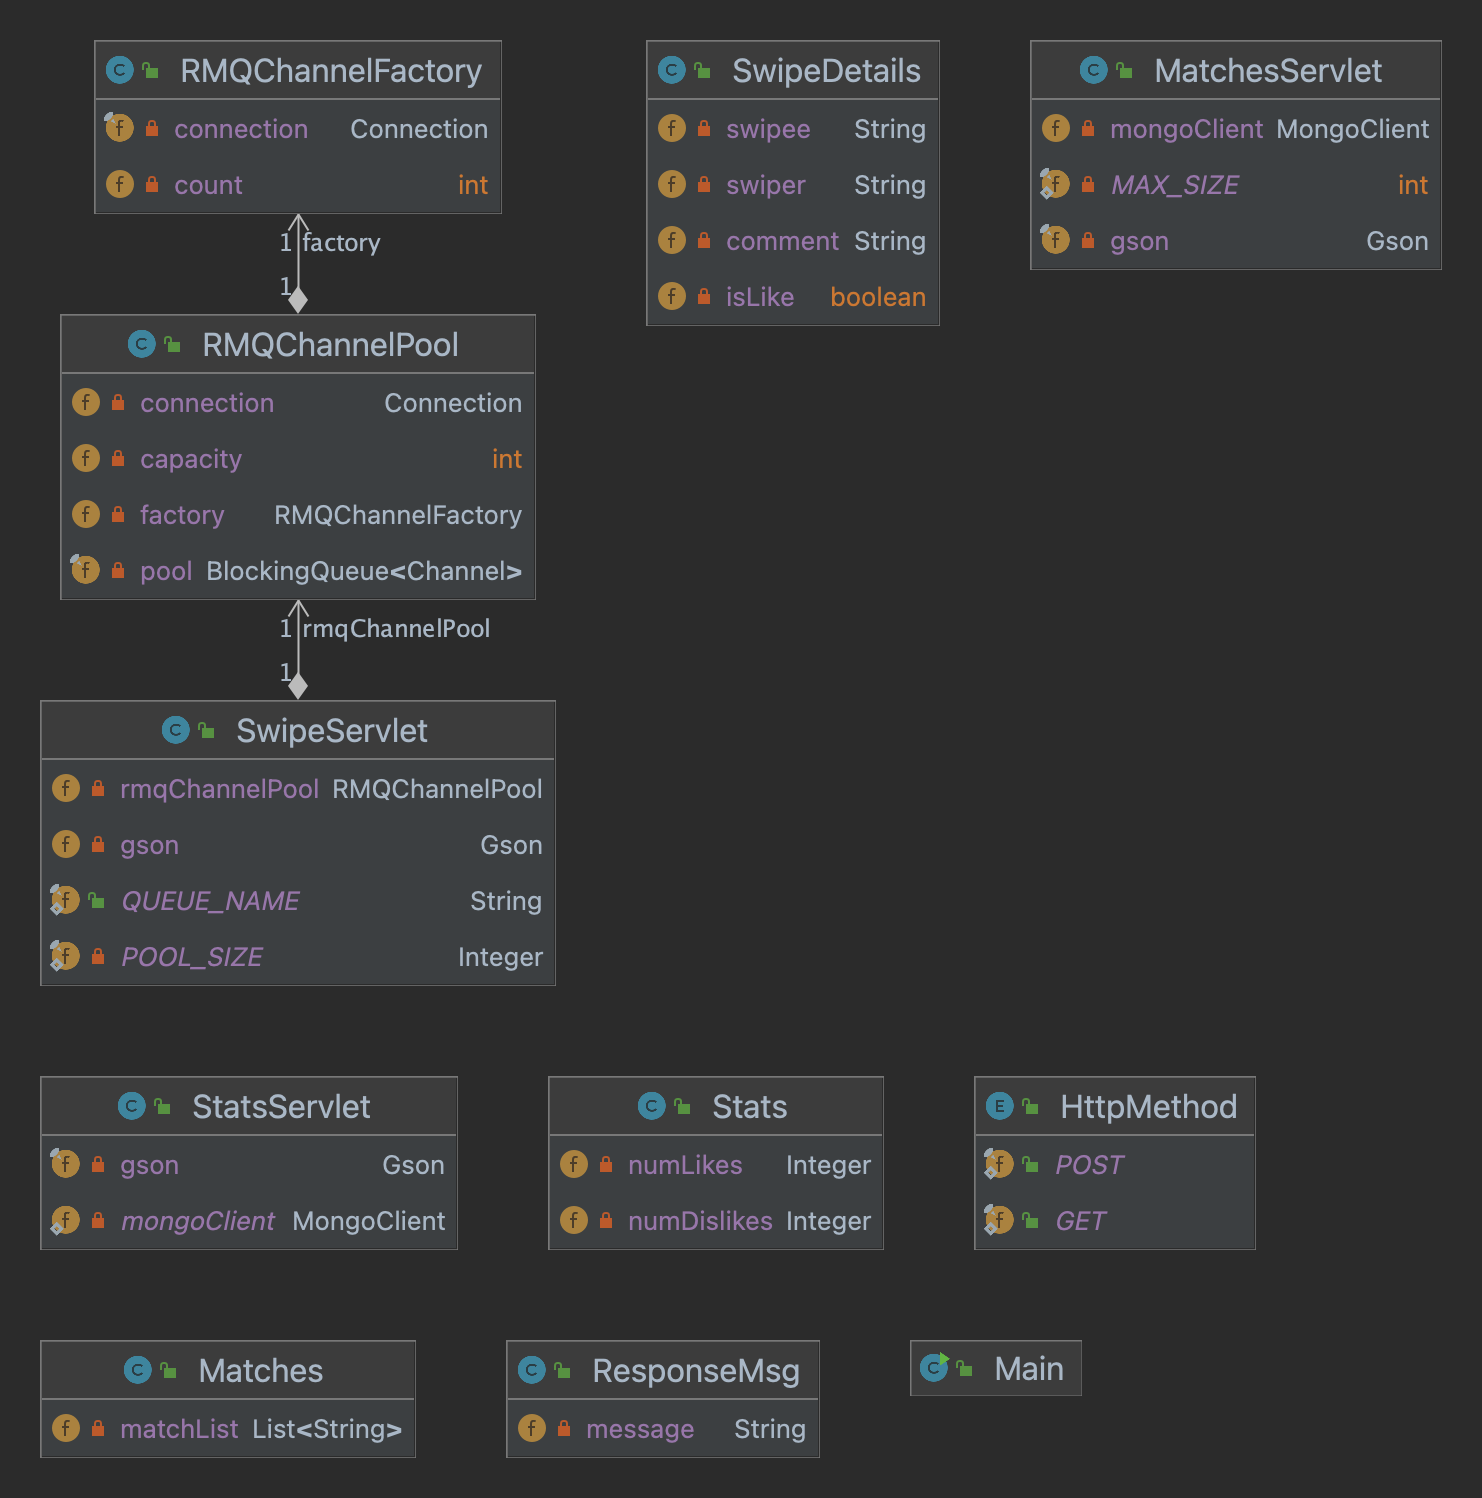 RMQChannelFactory
connection Connection
count int
1 factory
1
RMQChannelPool
connection Connection
capacity int
factory RMQChannelFactory
pool BlockingQueue<Channel>
1 rmqChannelPool
1
SwipeServlet
rmqChannelPool RMQChannelPool
gson Gson
QUEUE_NAME String
POOL_SIZE Integer
SwipeDetails
swipee String
swiper String
comment String
isLike boolean
MatchesServlet
mongoClient MongoClient
MAX_SIZE int
gson Gson
StatsServlet
gson Gson
mongoClient MongoClient
Stats
numLikes Integer
numDislikes Integer
HttpMethod
POST
GET
Matches
matchList List<String>
ResponseMsg
message String
Main